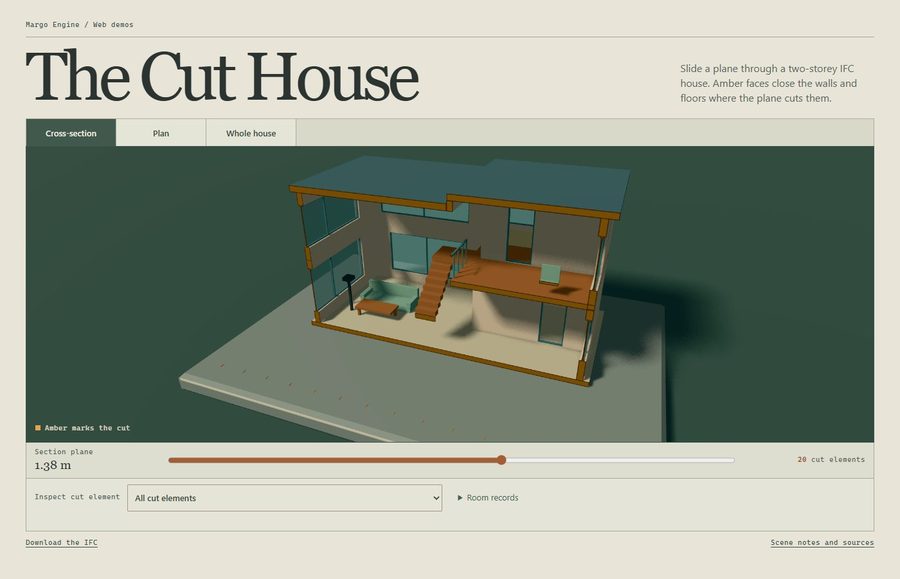 Margo Engine / Web demos
The Cut House
Slide a plane through a two-storey IFC
house. Amber faces close the walls and
floors where the plane cuts them.
Cross-section
Plan
Whole house
Amber marks the cut
Section plane
1.38 m
20 cut elements
Inspect cut element
All cut elements
Room records
Download the IFC
Scene notes and sources